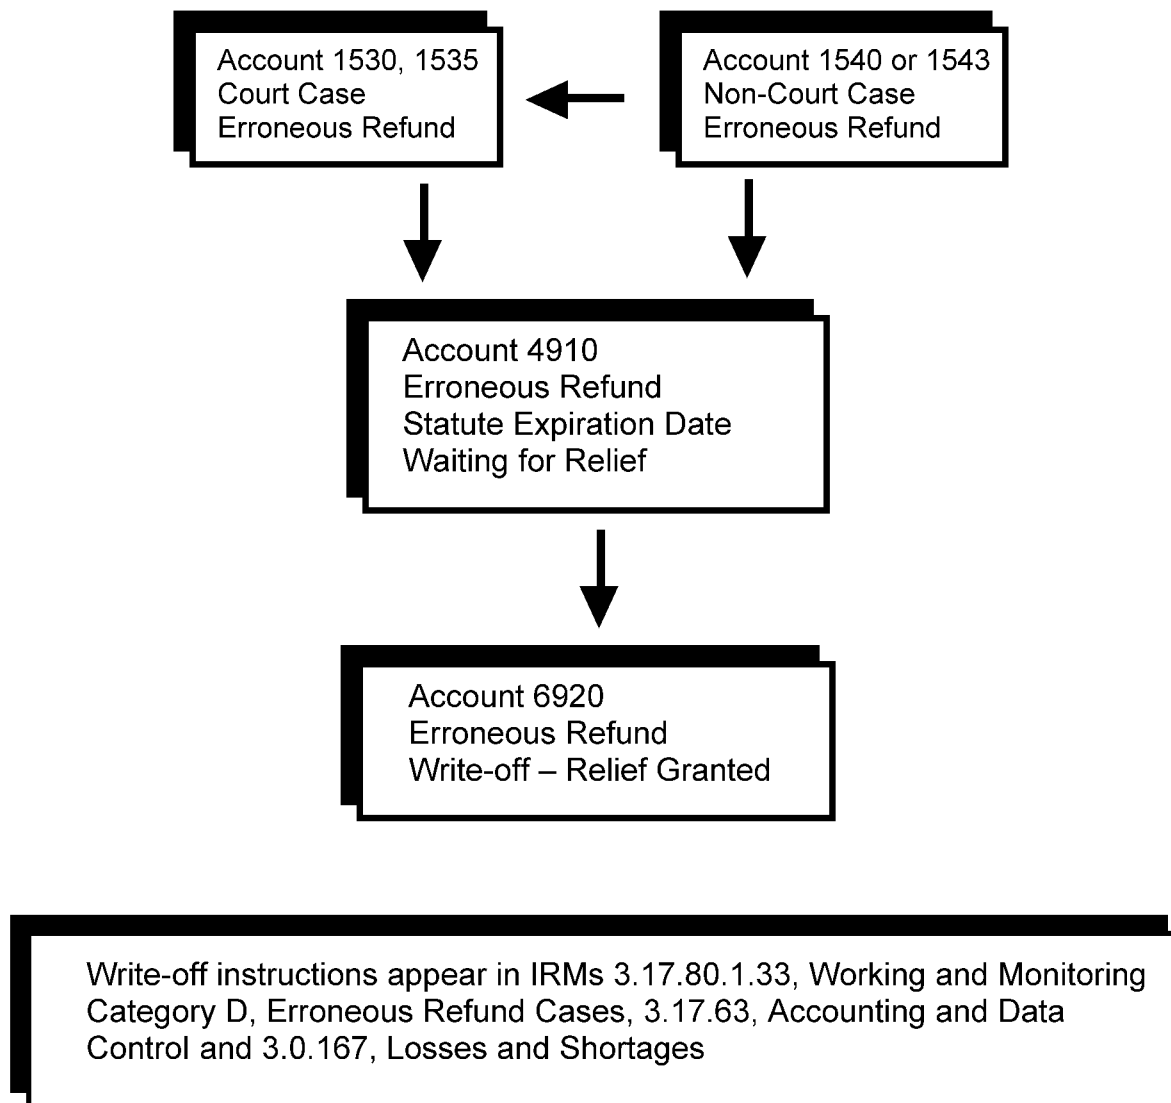 Account 1530, 1535
Court Case
Erroneous Refund
Account 1540 or 1543
Non-Court Case
Erroneous Refund
Account 4910
Erroneous Refund
Statute Expiration Date
Waiting for Relief
Account 6920
Erroneous Refund
Write-off – Relief Granted
Write-off instructions appear in IRMs 3.17.80.1.33, Working and Monitoring
Category D, Erroneous Refund Cases, 3.17.63, Accounting and Data
Control and 3.0.167, Losses and Shortages